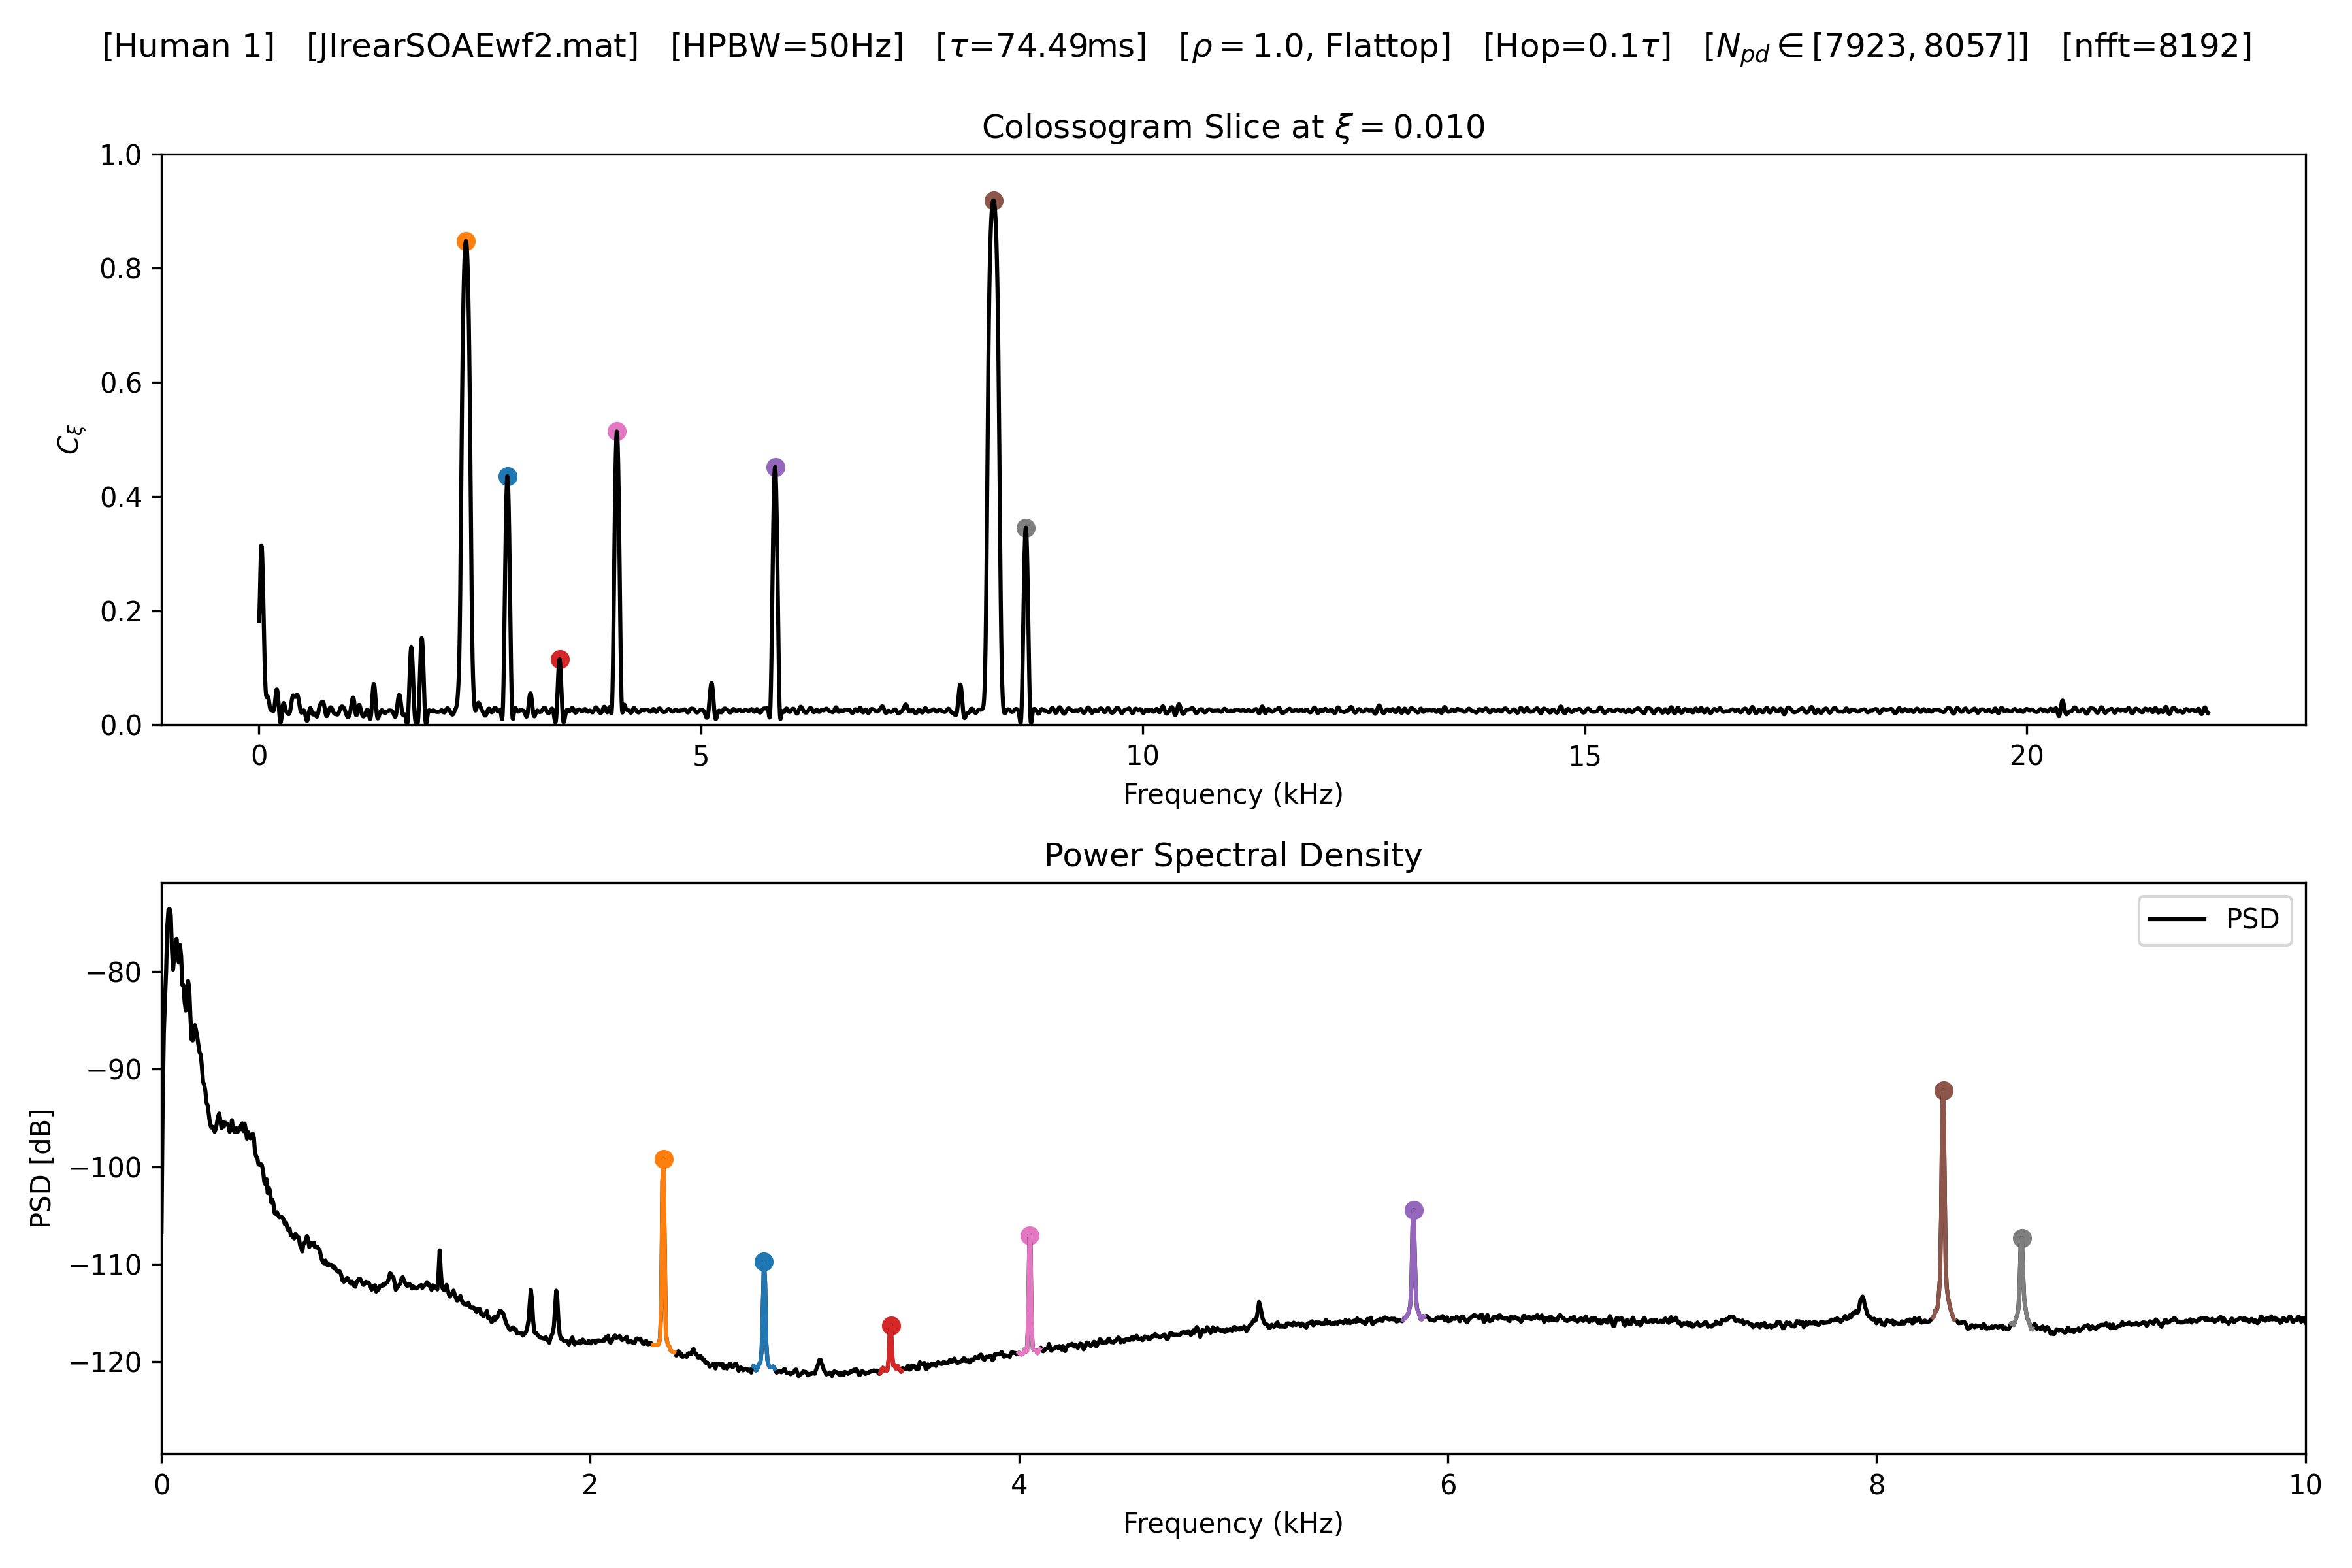 [Human 1] [JIrearSOAEwf2.mat] [HPBW=50Hz] [τ=74.49ms] [ρ = 1.0, Flattop] [Hop=0.1τ] [N_pd ∈ [7923, 8057]] [nfft=8192]
Colossogram Slice at ξ = 0.010
1.0
0.8
0.6
0.4
0.2
0.0
C_ξ
0 5 10 15 20
Frequency (kHz)
Power Spectral Density
PSD
−80
−90
−100
−110
−120
PSD [dB]
0 2 4 6 8 10
Frequency (kHz)